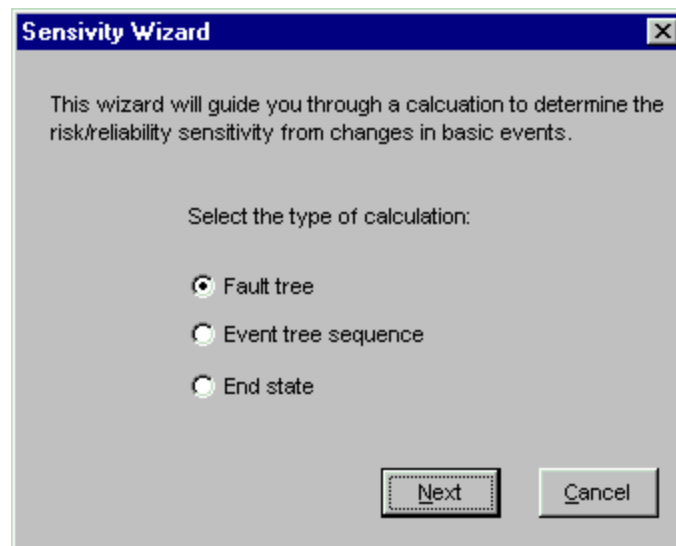 Sensivity Wizard
This wizard will guide you through a calcuation to determine the
risk/reliability sensitivity from changes in basic events.
Select the type of calculation:
Fault tree
Event tree sequence
End state
Next
Cancel